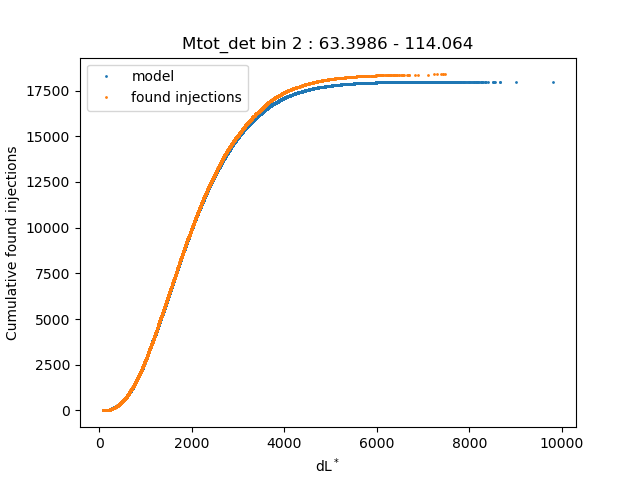 Mtot_det bin 2 : 63.3986 - 114.064
model
found injections
Cumulative found injections
17500
15000
12500
10000
7500
5000
2500
0
0 2000 4000 6000 8000 10000
dL*